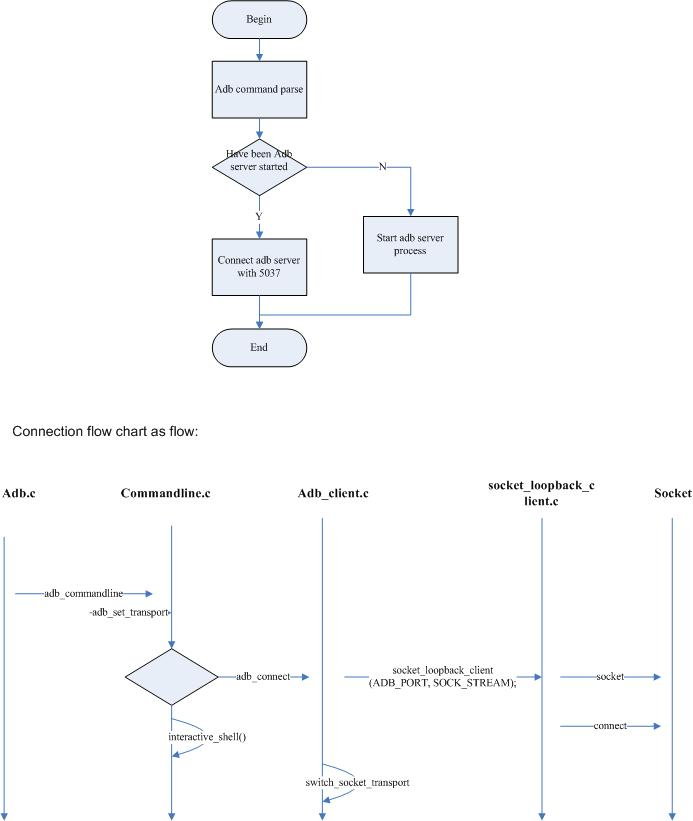 Begin
Adb command parse
Have been Adb
server started
N
Y
Start adb server
process
Connect adb server
with 5037
End
Connection flow chart as flow:
Adb.c
Commandline.c
Adb_client.c
socket_loopback_c
lient.c
Socket
adb_commandline
-adb_set_transport
adb_connect
socket_loopback_client
(ADB_PORT, SOCK_STREAM);
socket
connect
interactive_shell()
switch_socket_transport